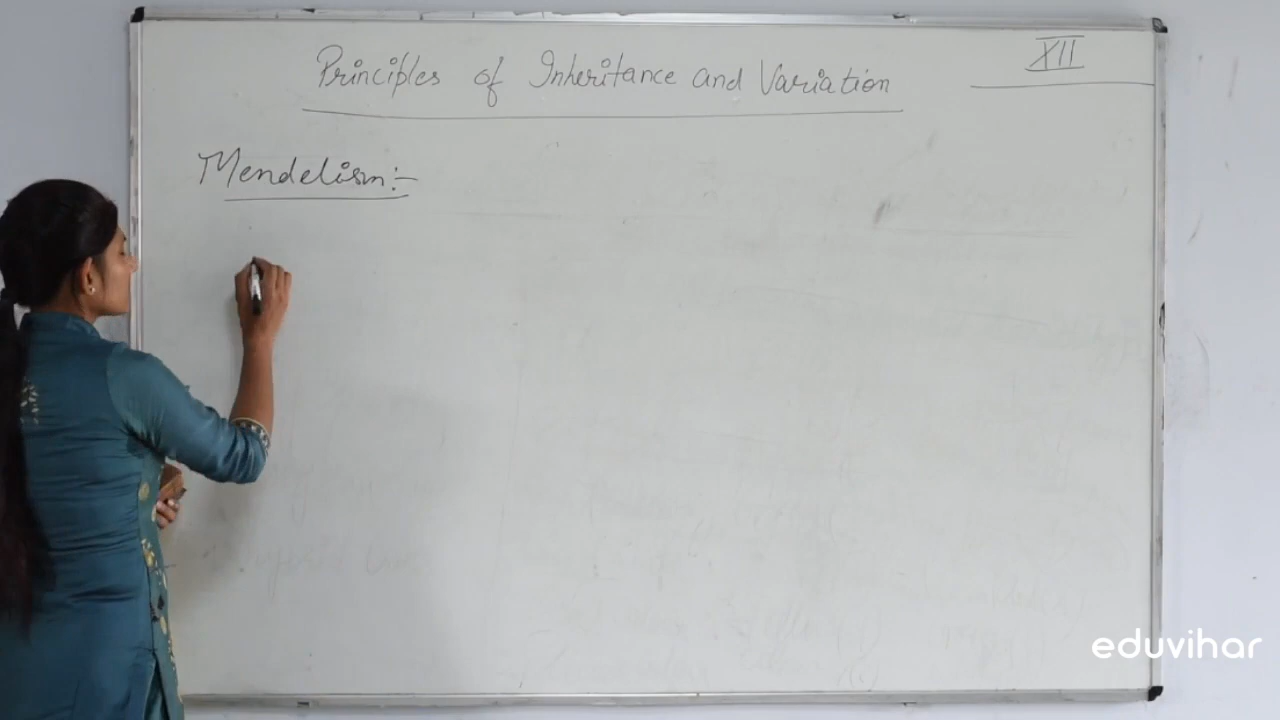 Principles of Inheritance and Variation
XII
Mendelism:-
eduvihar